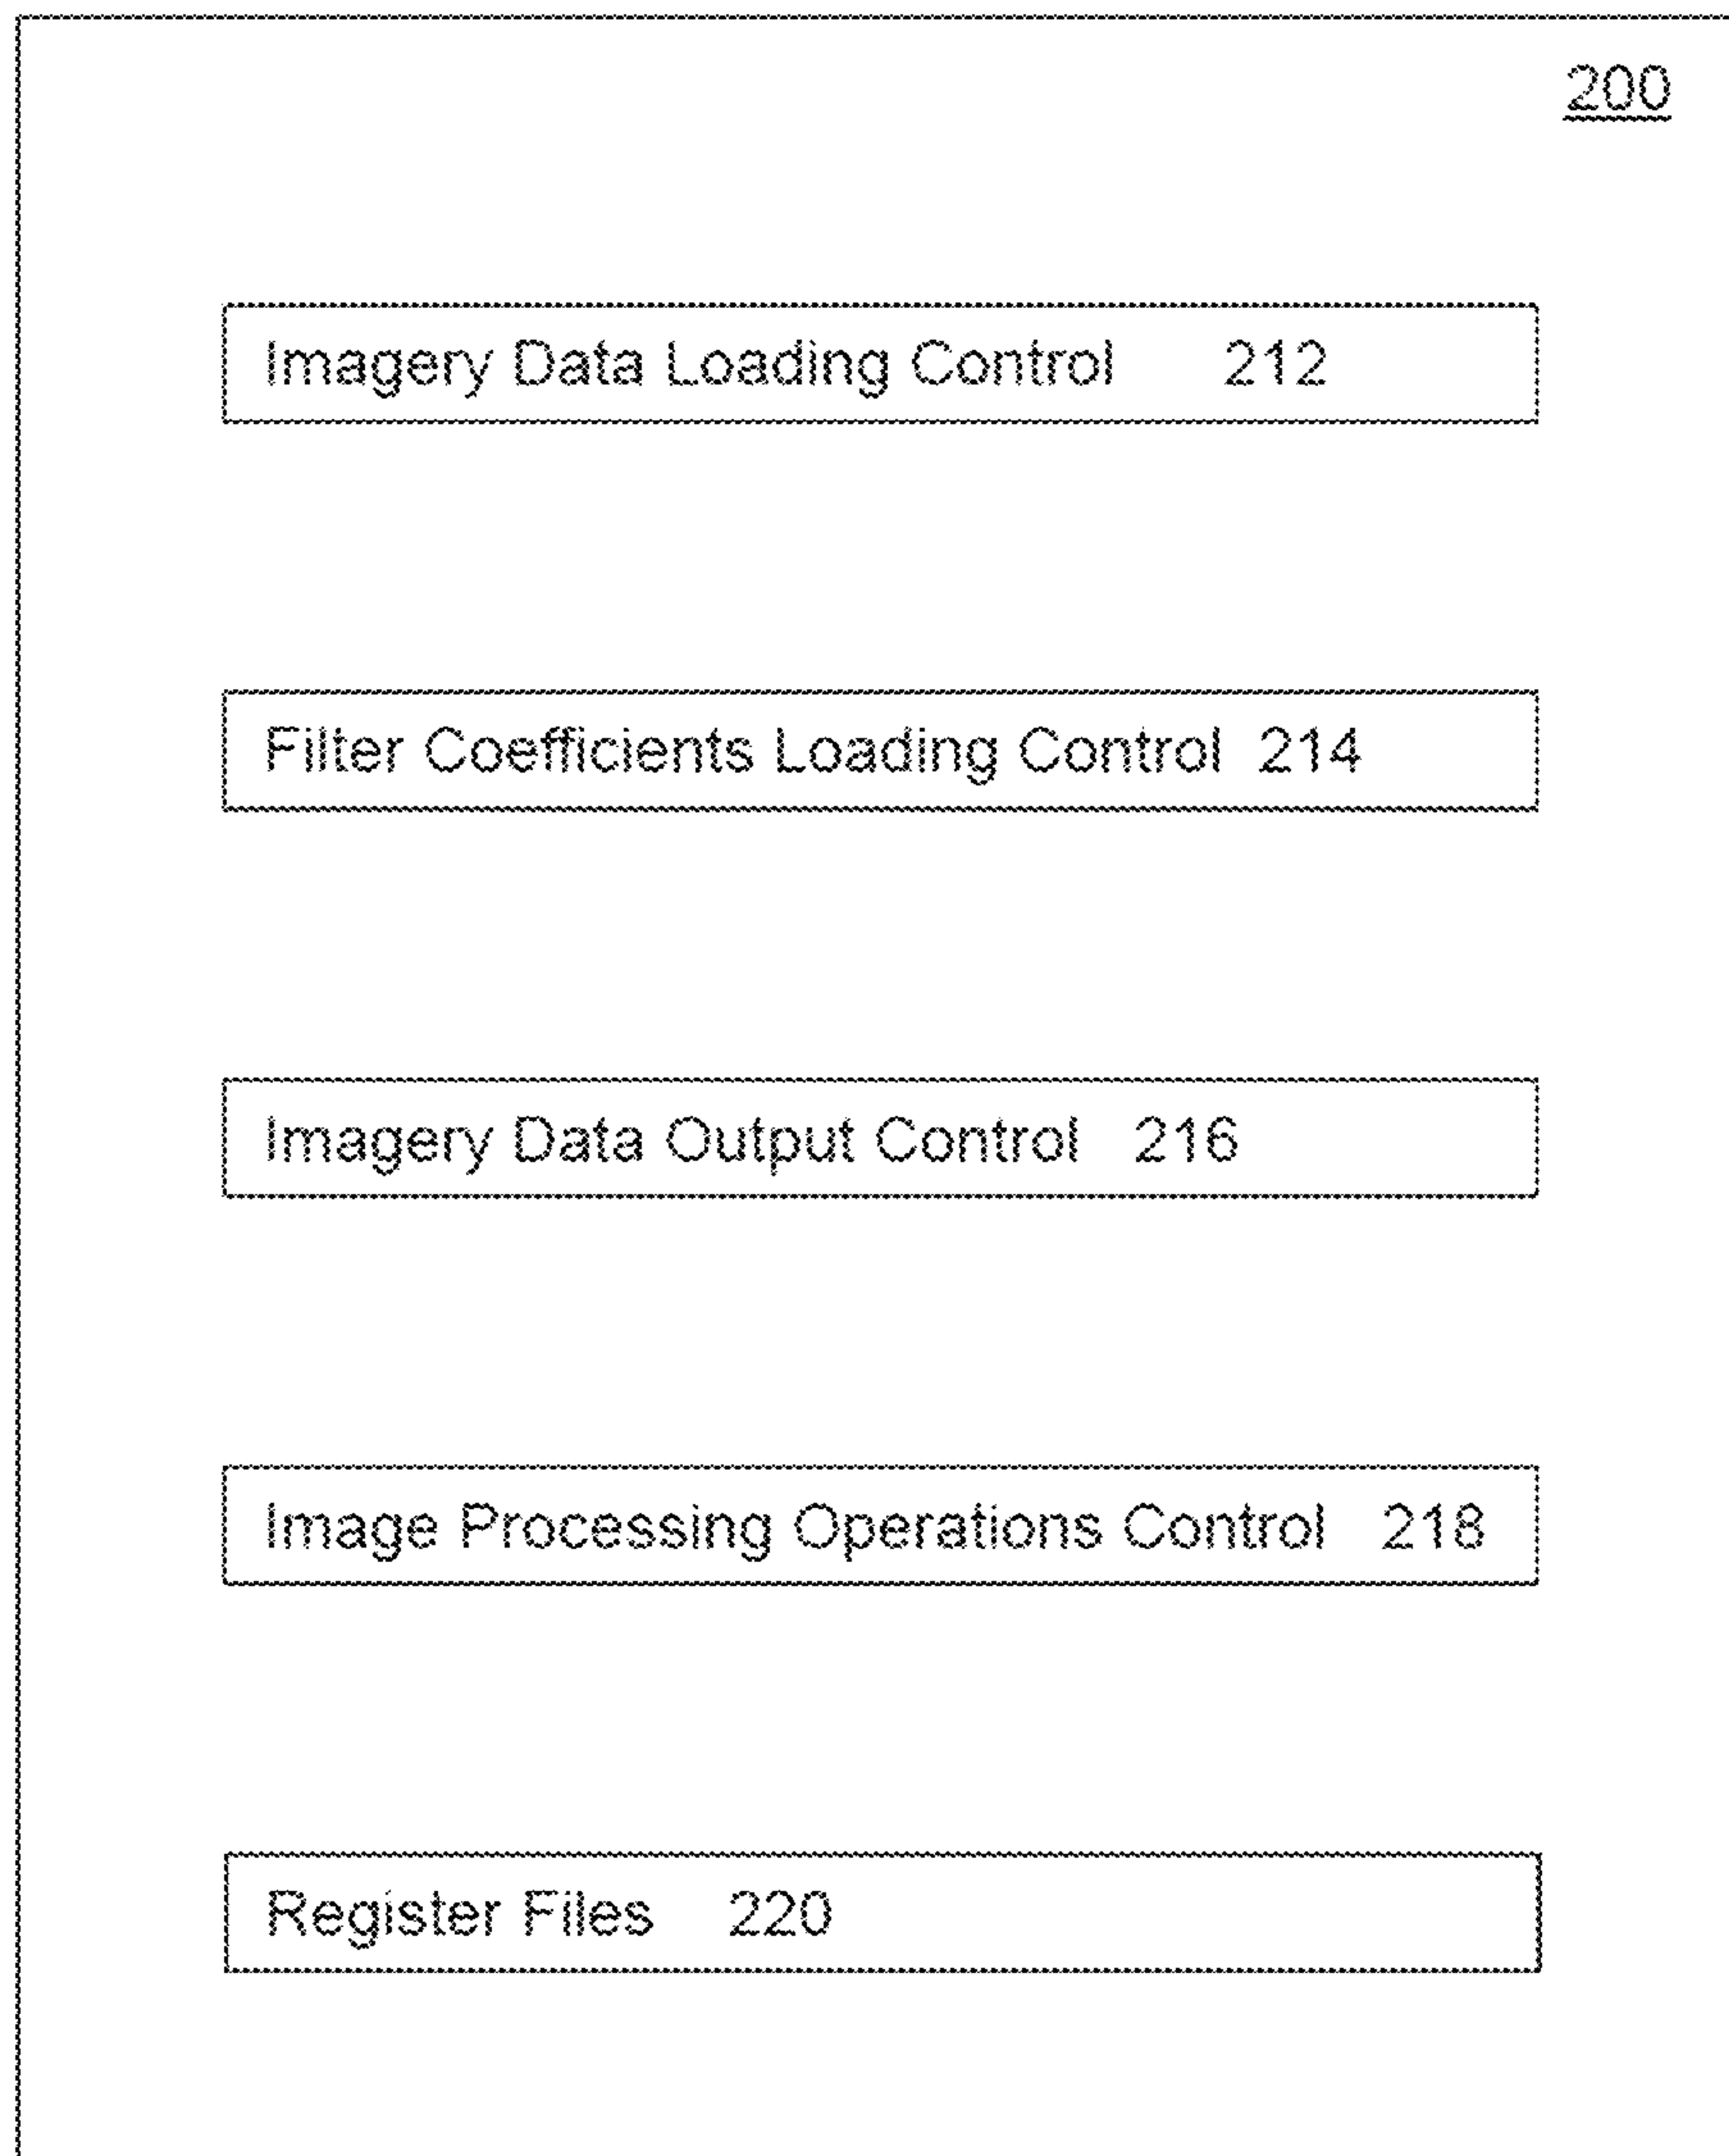 200
Imagery Data Loading Control 212
Filter Coefficients Loading Control 214
Imagery Data Output Control 216
Image Processing Operations Control 218
Register Files 220